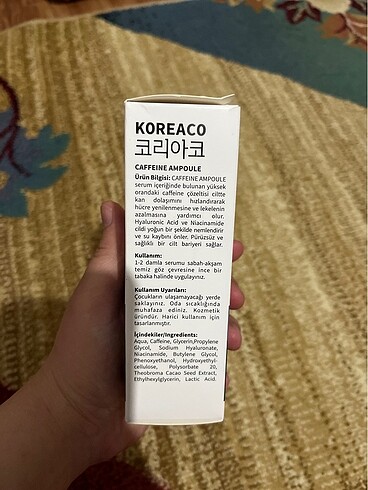 KOREACO
코리아코
CAFFEINE AMPOULE
Ürün Bilgisi: CAFFEINE AMPOULE
serum içeriğinde bulunan yüksek
orandaki caffeine çözeltisi ciltte
kan dolaşımını hızlandırarak
hücre yenilenmesine ve lekelenin
azalmasına yardımcı olur.
Hyaluronic Acid ve Niacinamide
cildi yoğun bir şekilde nemlendirir
ve su kaybını önler. Pürüzsüz ve
sağlıklı bir cilt bariyeri sağlar.
Kullanım:
1-2 damla serumu sabah-akşam
temiz göz çevresine ince bir
tabaka halinde uygulayınız.
Kullanım Uyarıları:
Çocukların ulaşamayacağı yerde
saklayınız. Oda sıcaklığında
muhafaza ediniz. Kozmetik
üründür. Harici kullanım için
tasarlanmıştır.
İçindekiler/Ingredients:
Aqua, Caffeine, Glycerin,Propylene
Glycol, Sodium Hyaluronate,
Niacinamide, Butylene Glycol,
Phenoxyethanol, Hydroxyethyl-
cellulose, Polysorbate 20,
Theobroma Cacao Seed Extract,
Ethylhexylglycerin, Lactic Acid.